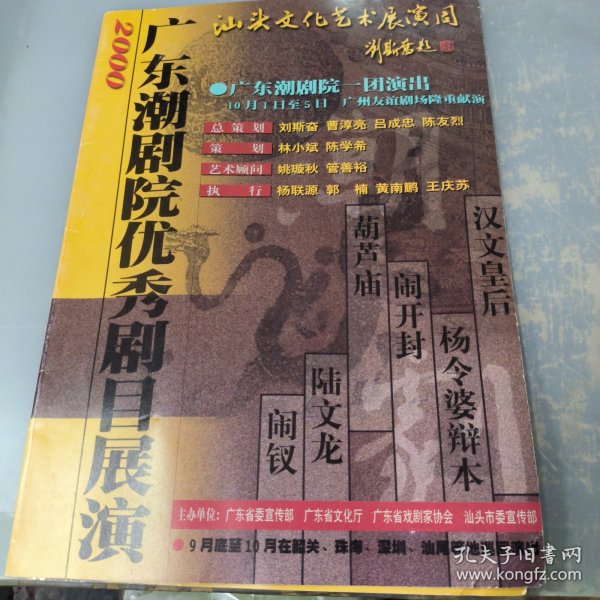 汕头文化艺术展演周
刘斯奋题
2000
广东潮剧院优秀剧目展演
●广东潮剧院一团演出
10月1日至5日 广州友谊剧场隆重献演
总策划 刘斯奋 曹淳亮 吕成忠 陈友烈
策划 林小斌 陈学希
艺术顾问 姚璇秋 管善裕
执行 杨联源 郭楠 黄南鹏 王庆苏
汉文皇后
杨令婆辩本
闹开封
葫芦庙
陆文龙
闹钗
主办单位：广东省委宣传部 广东省文化厅 广东省戏剧家协会 汕头市委宣传部
●9月底至10月在韶关、珠海、深圳、汕尾
孔夫子旧书网
kongfz.com